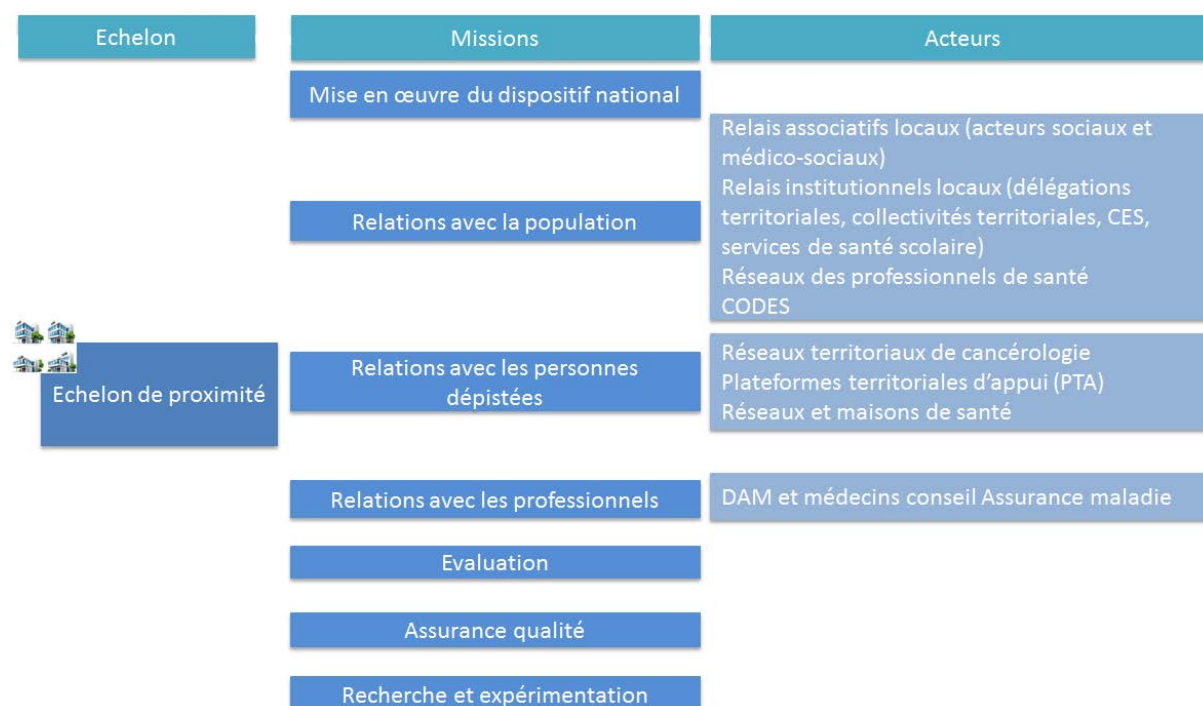 Echelon
Missions
Acteurs
Mise en œuvre du dispositif national
Relations avec la population
Relais associatifs locaux (acteurs sociaux et
médico-sociaux)
Relais institutionnels locaux (délégations
territoriales, collectivités territoriales, CES,
services de santé scolaire)
Réseaux des professionnels de santé
CODES
Echelon de proximité
Relations avec les personnes
dépistées
Réseaux territoriaux de cancérologie
Plateformes territoriales d’appui (PTA)
Réseaux et maisons de santé
Relations avec les professionnels
DAM et médecins conseil Assurance maladie
Evaluation
Assurance qualité
Recherche et expérimentation